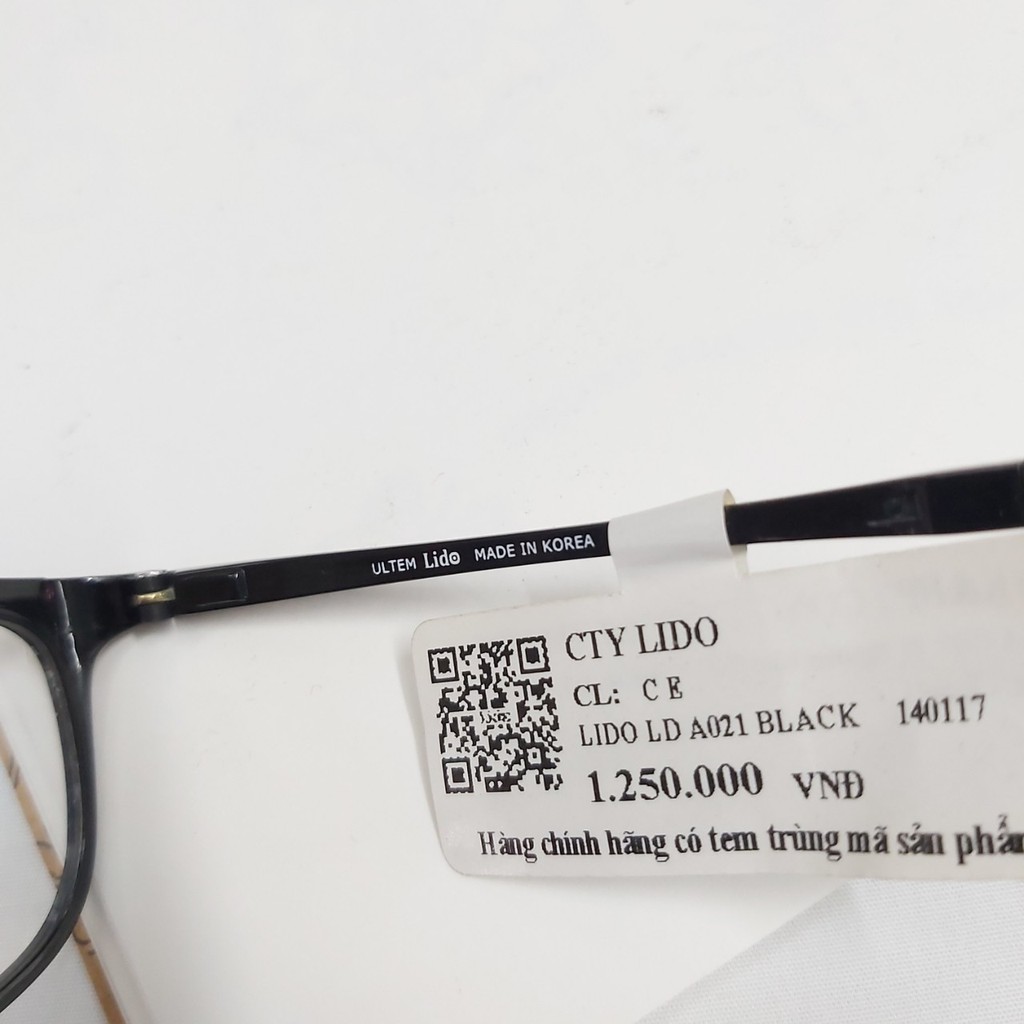 ULTEM Lido MADE IN KOREA
CTY LIDO
CL: C E
LIDO LD A021 BLACK 140117
1.250.000 VNĐ
Hàng chính hãng có tem trùng mã sản phẩm